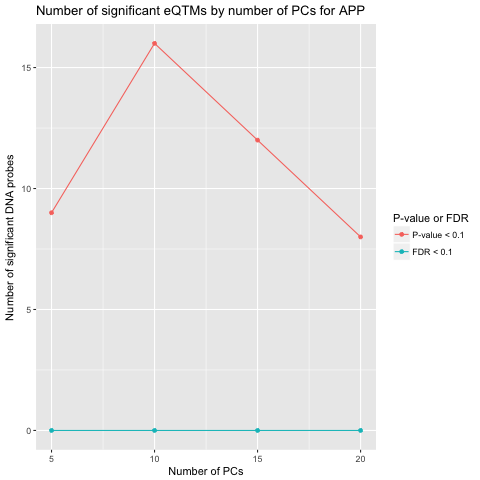 Number of significant eQTMs by number of PCs for APP
Number of significant DNA probes
15
10
5
0
5 10 15 20
Number of PCs
P-value or FDR
P-value < 0.1
FDR < 0.1